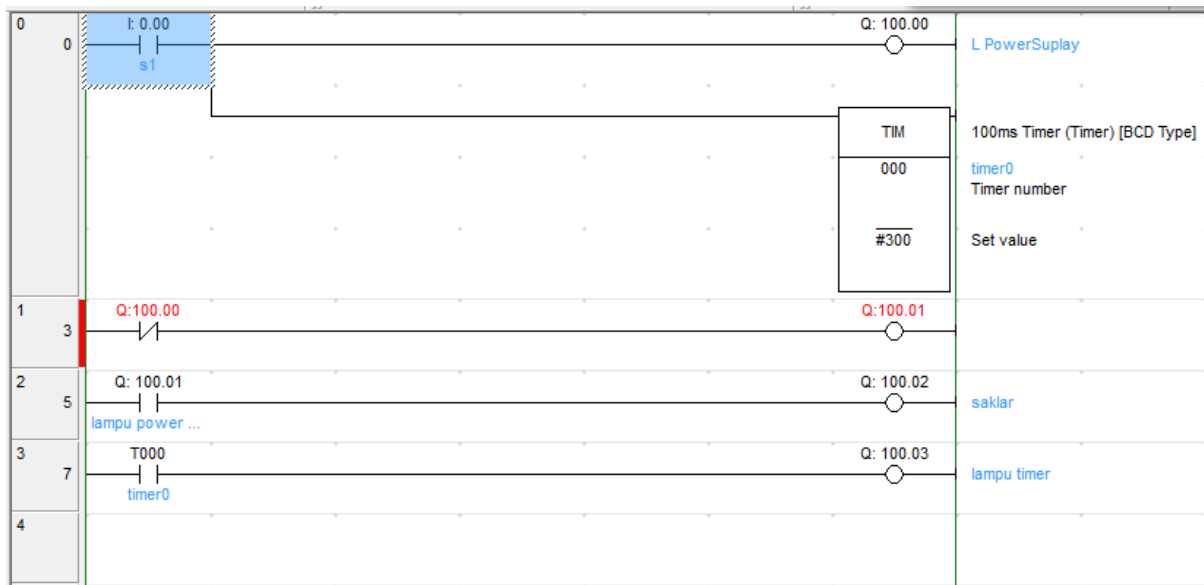 0
0
I: 0.00
s1
Q: 100.00
L PowerSuplay
TIM
100ms Timer (Timer) [BCD Type]
000
timer0
Timer number
#300
Set value
1
3
Q:100.00
Q:100.01
2
5
Q: 100.01
lampu power ...
Q: 100.02
saklar
3
7
T000
timer0
Q: 100.03
lampu timer
4